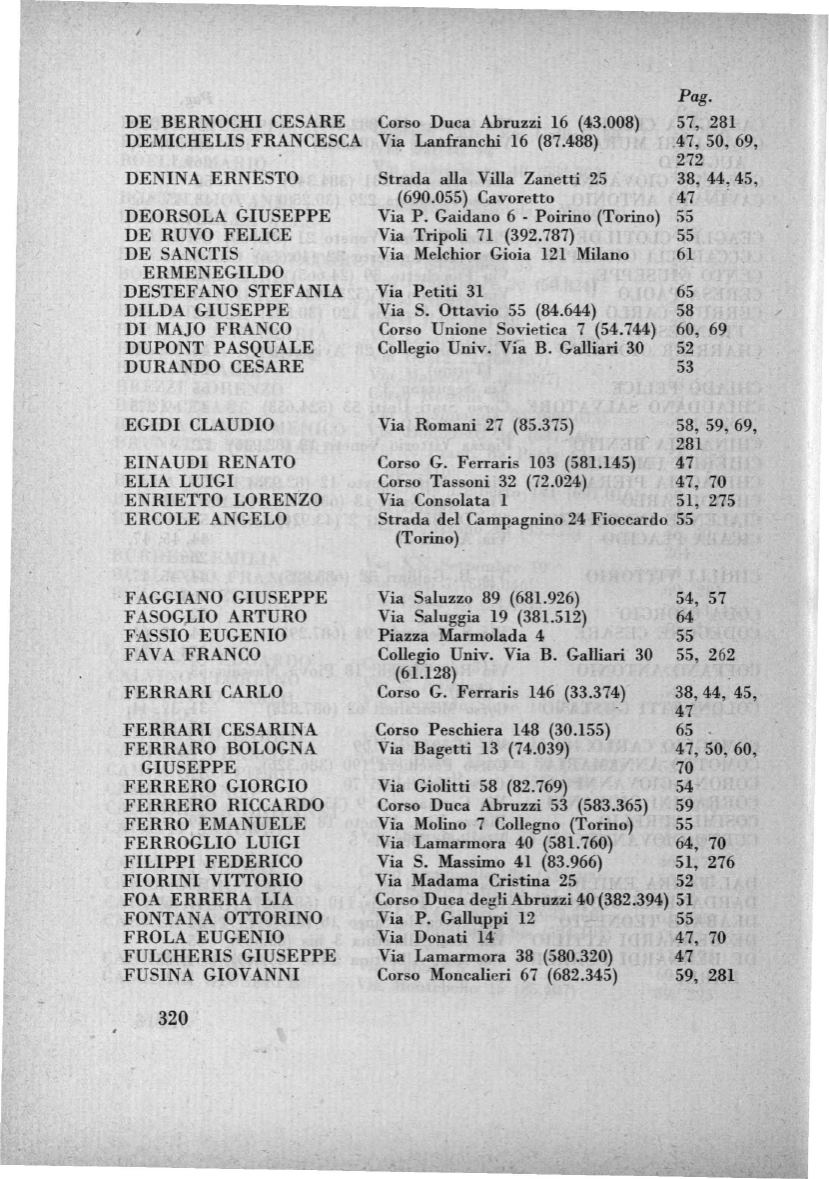 Pag.
DE BERNOCHI CESARE Corso Duca Abruzzi 16 (43.008) 57, 281
DEMICHELIS FRANCESCA Via Lanfranchi 16 (87.488) 47, 50, 69,
272
DENINA ERNESTO Strada alla Villa Zanetti 25 38, 44, 45,
(690.055) Cavoretto 47
DEORSOLA GIUSEPPE Via P. Gaidano 6 - Poirino (Torino) 55
DE RUVO FELICE Via Tripoli 71 (392.787) 55
DE SANCTIS Via Melchior Gioia 121 Milano 61
ERMENEGILDO
DESTEFANO STEFANIA Via Petiti 31 65
DILDA GIUSEPPE Via S. Ottavio 55 (84.644) 58
DI MAJO FRANCO Corso Unione Sovietica 7 (54.744) 60, 69
DUPONT PASQUALE Collegio Univ. Via B. Galliari 30 52
DURANDO CESARE 53
EGIDI CLAUDIO Via Romani 27 (85.375) 58, 59, 69,
281
EINAUDI RENATO Corso G. Ferraris 103 (581.145) 47
ELIA LUIGI Corso Tassoni 32 (72.024) 47, 70
ENRIETTO LORENZO Via Consolata 1 51, 275
ERCOLE ANGELO Strada del Campagnino 24 Fioccardo 55
(Torino)
FAGGIANO GIUSEPPE Via Saluzzo 89 (681.926) 54, 57
FASOGLIO ARTURO Via Saluggia 19 (381.512) 64
FASSIO EUGENIO Piazza Marmolada 4 55
FAVA FRANCO Collegio Univ. Via B. Galliari 30 55, 262
(61.128)
FERRARI CARLO Corso G. Ferraris 146 (33.374) 38, 44, 45,
47
FERRARI CESARINA Corso Peschiera 148 (30.155) 65
FERRARO BOLOGNA Via Bagetti 13 (74.039) 47, 50, 60,
GIUSEPPE 70
FERRERO GIORGIO Via Giolitti 58 (82.769) 54
FERRERO RICCARDO Corso Duca Abruzzi 53 (583.365) 59
FERRO EMANUELE Via Molino 7 Collegno (Torino) 55
FERROGLIO LUIGI Via Lamarmora 40 (581.760) 64, 70
FILIPPI FEDERICO Via S. Massimo 41 (83.966) 51, 276
FIORINI VITTORIO Via Madama Cristina 25 52
FOA ERRERA LIA Corso Duca degli Abruzzi 40 (382.394) 51
FONTANA OTTORINO Via P. Galluppi 12 55
FROLA EUGENIO Via Donati 14 47, 70
FULCHERIS GIUSEPPE Via Lamarmora 38 (580.320) 47
FUSINA GIOVANNI Corso Moncalieri 67 (682.345) 59, 281
320